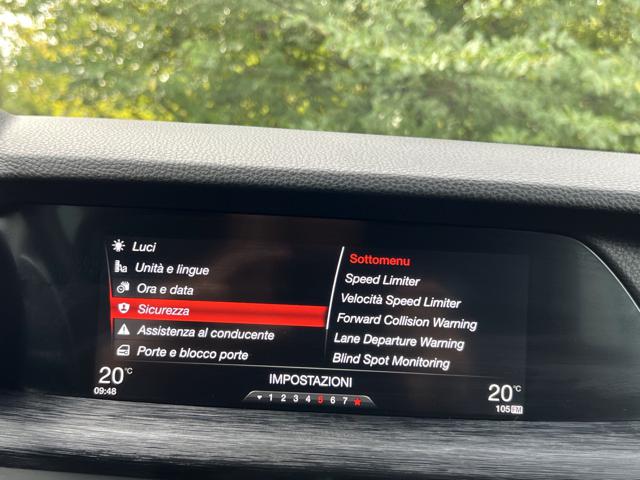 Luci
Unità e lingue
Ora e data
Sicurezza
Assistenza al conducente
Porte e blocco porte
Sottomenu
Speed Limiter
Velocità Speed Limiter
Forward Collision Warning
Lane Departure Warning
Blind Spot Monitoring
20°C
09:48
IMPOSTAZIONI
1 2 3 4 5 6 7
20°C
105 FM